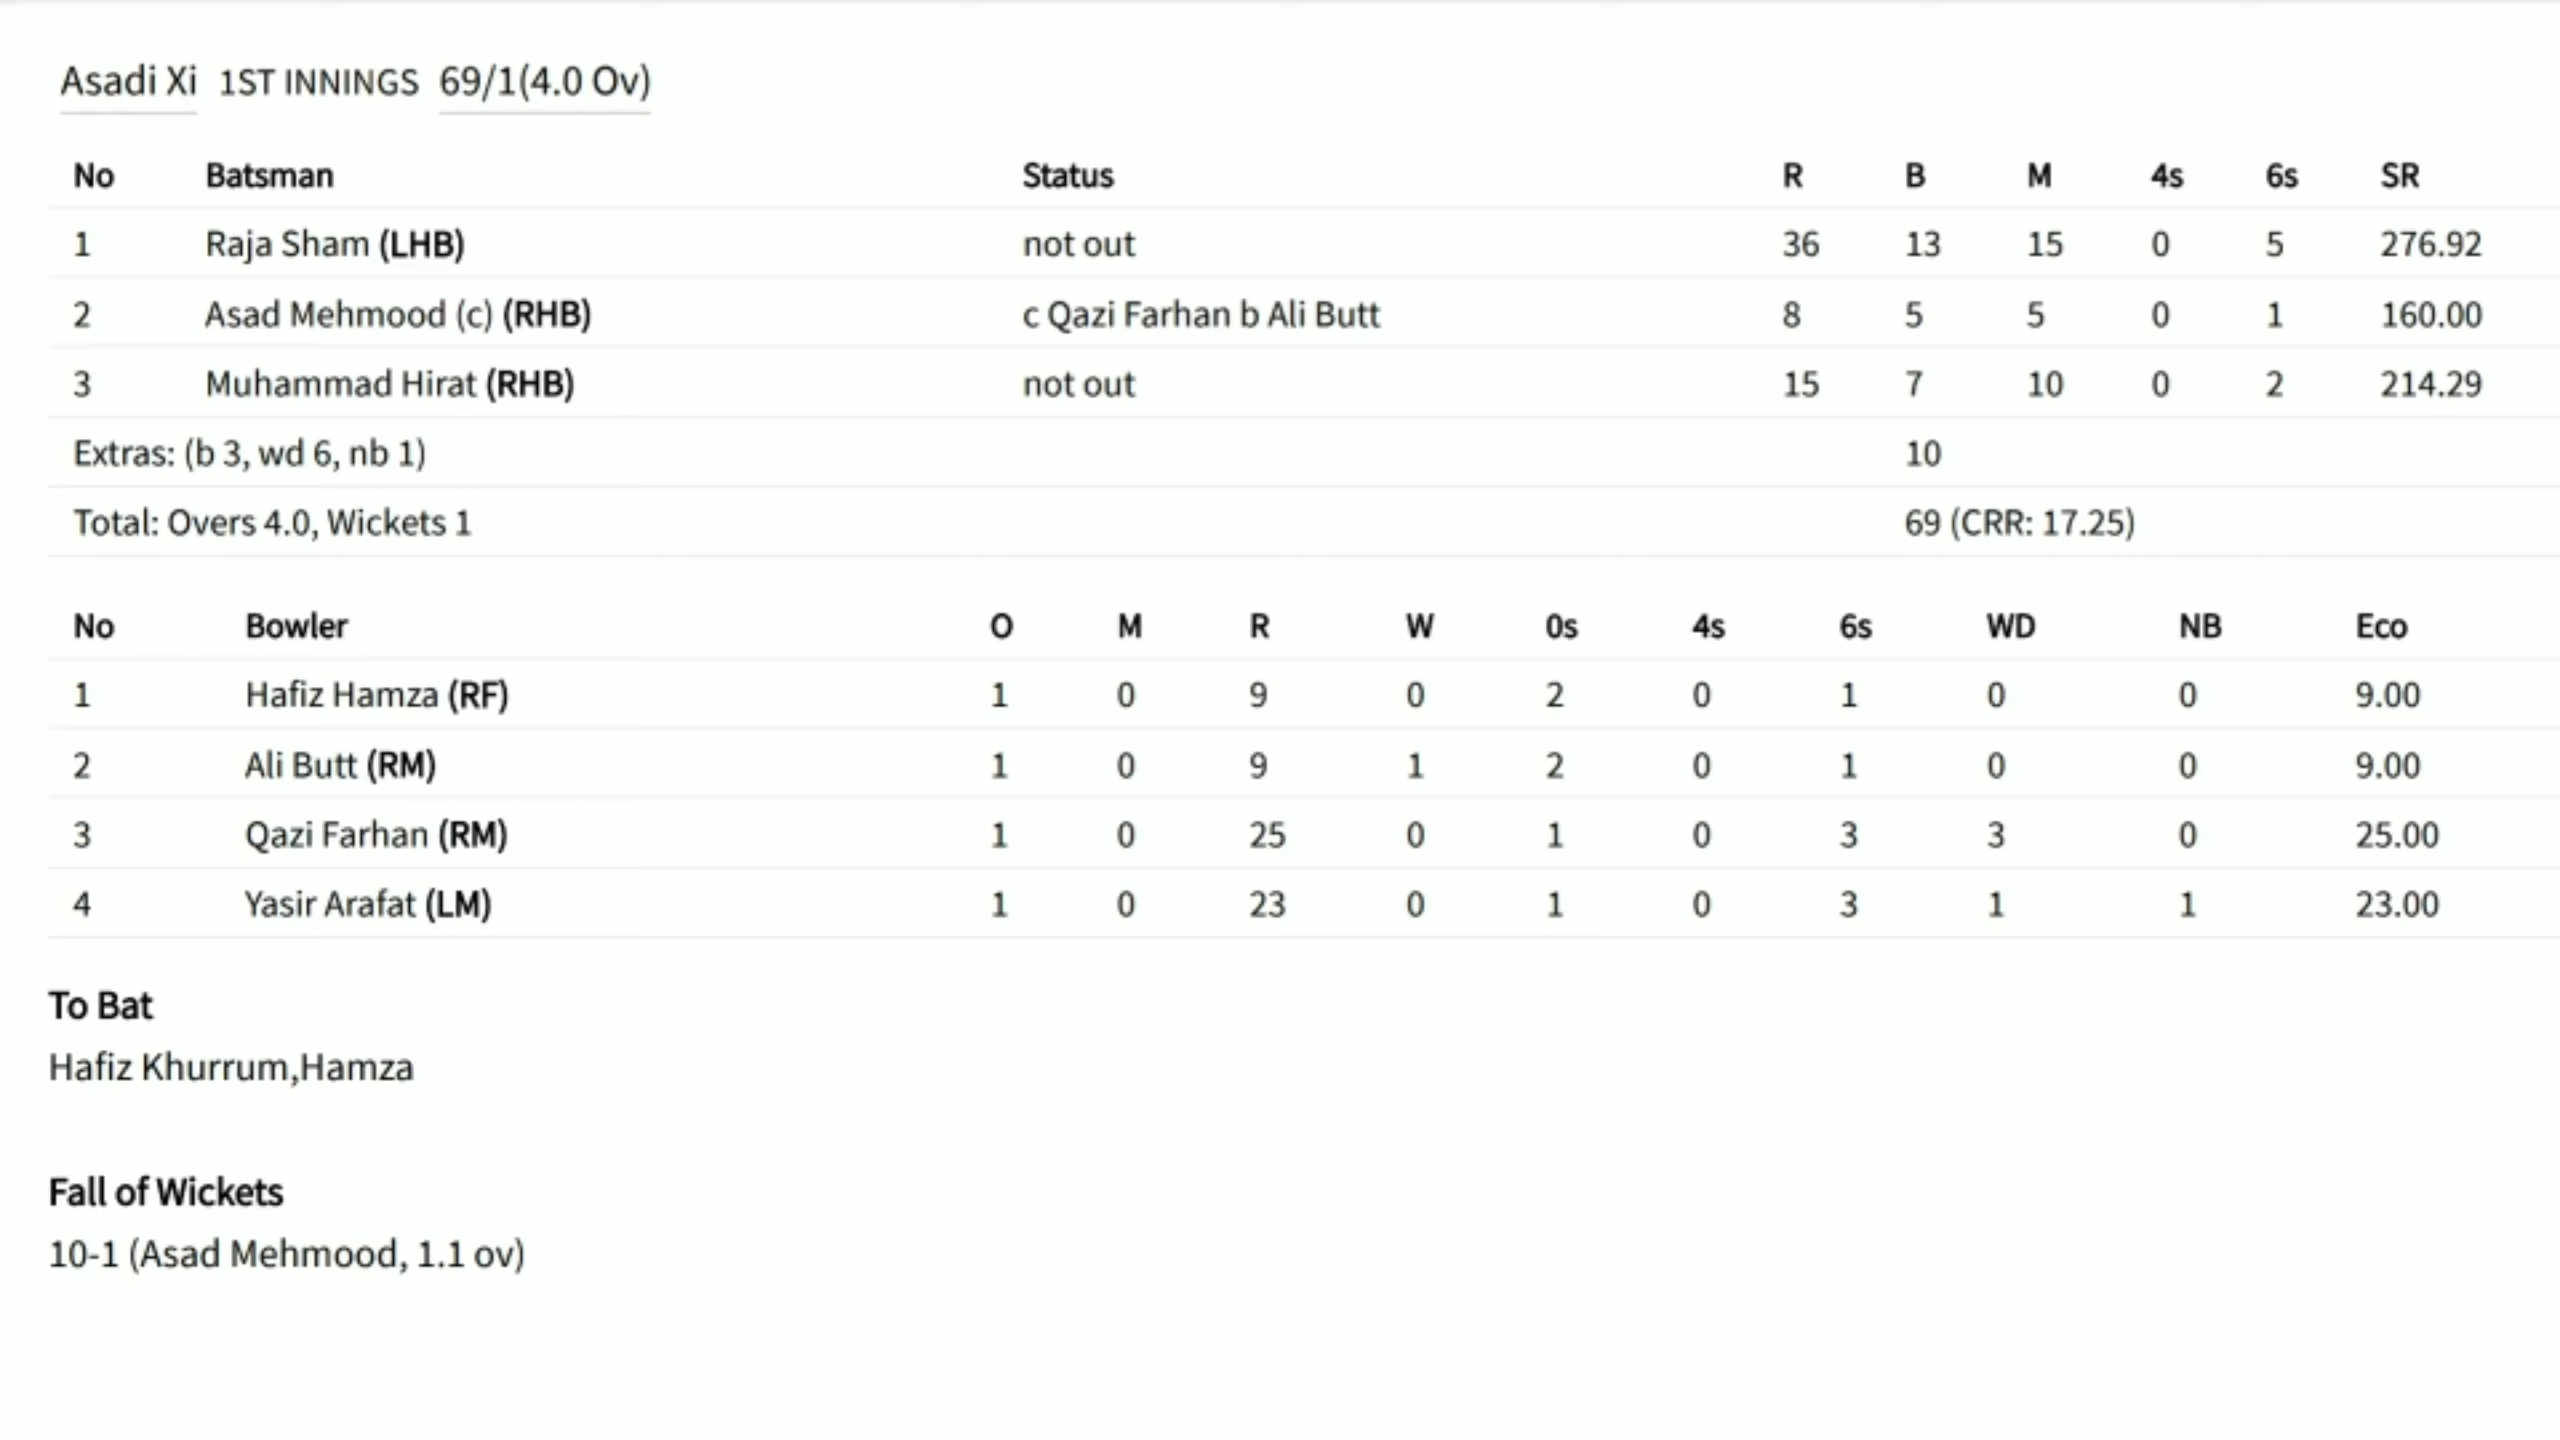 Asadi Xi 1ST INNINGS 69/1(4.0 Ov)
No Batsman Status R B M 4s 6s SR
1 Raja Sham (LHB) not out 36 13 15 0 5 276.92
2 Asad Mehmood (c) (RHB) c Qazi Farhan b Ali Butt 8 5 5 0 1 160.00
3 Muhammad Hirat (RHB) not out 15 7 10 0 2 214.29
Extras: (b 3, wd 6, nb 1) 10
Total: Overs 4.0, Wickets 1 69 (CRR: 17.25)
No Bowler O M R W 0s 4s 6s WD NB Eco
1 Hafiz Hamza (RF) 1 0 9 0 2 0 1 0 0 9.00
2 Ali Butt (RM) 1 0 9 1 2 0 1 0 0 9.00
3 Qazi Farhan (RM) 1 0 25 0 1 0 3 3 0 25.00
4 Yasir Arafat (LM) 1 0 23 0 1 0 3 1 1 23.00
To Bat
Hafiz Khurrum,Hamza
Fall of Wickets
10-1 (Asad Mehmood, 1.1 ov)